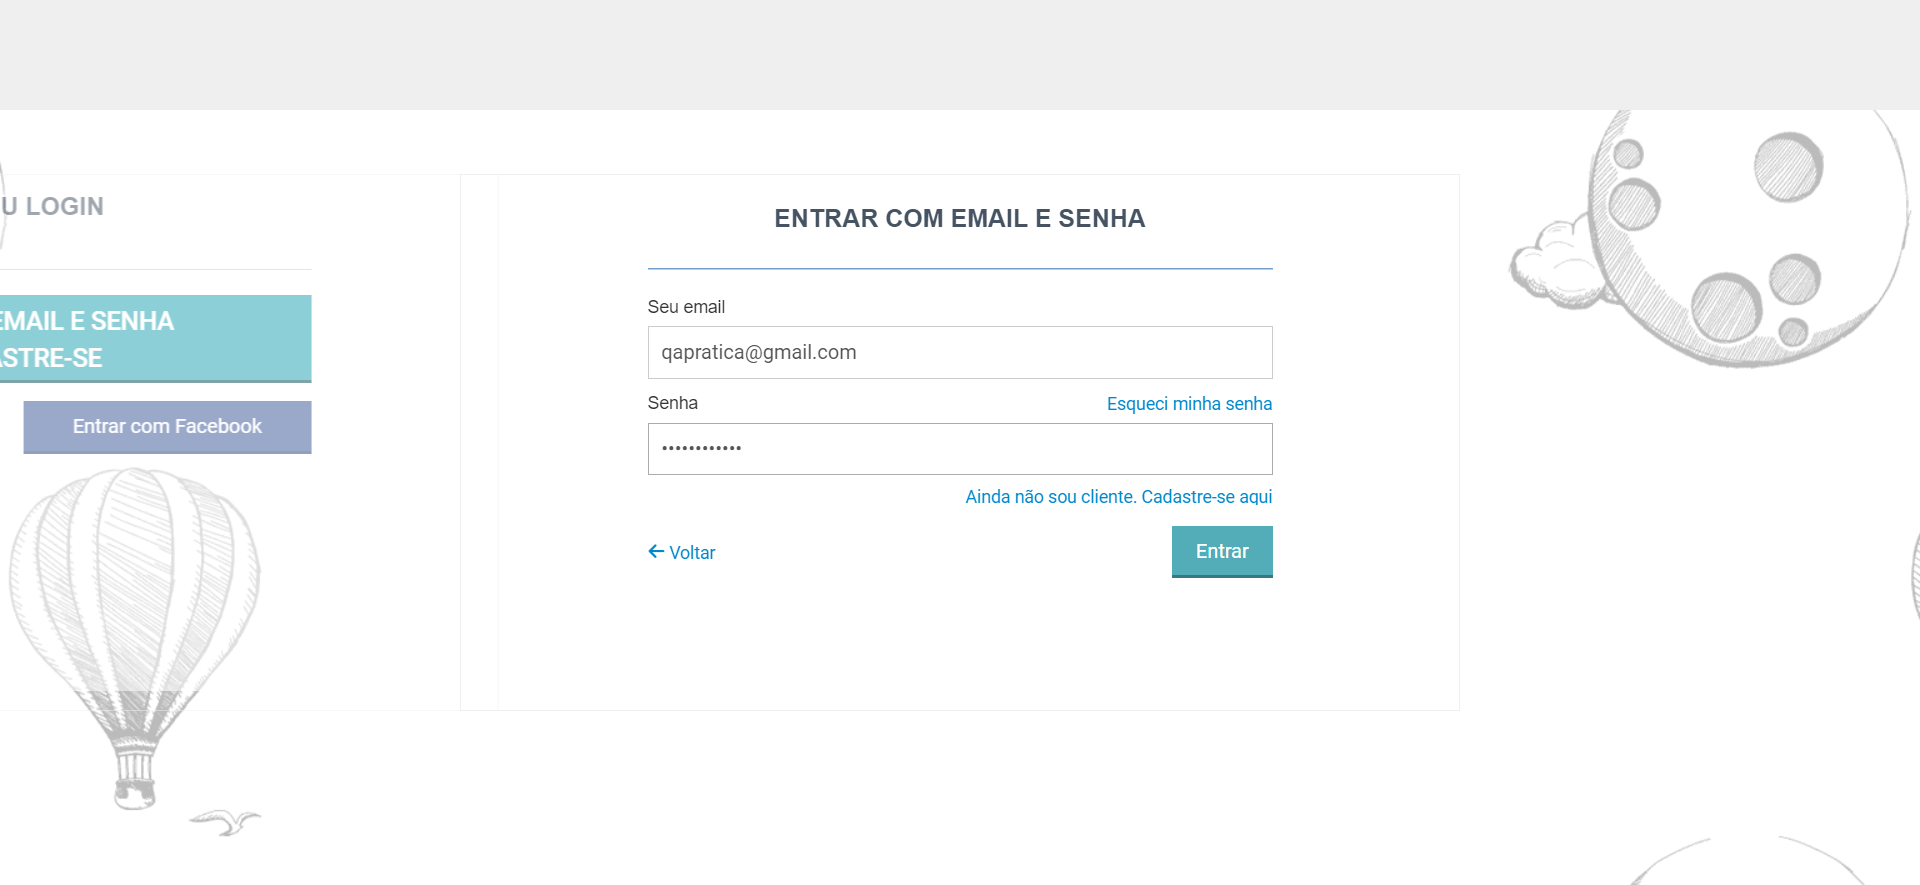 U LOGIN
EMAIL E SENHA
ASTRE-SE
Entrar com Facebook
ENTRAR COM EMAIL E SENHA
Seu email
qapratica@gmail.com
Senha
Esqueci minha senha
••••••••••••
Ainda não sou cliente. Cadastre-se aqui
Voltar
Entrar